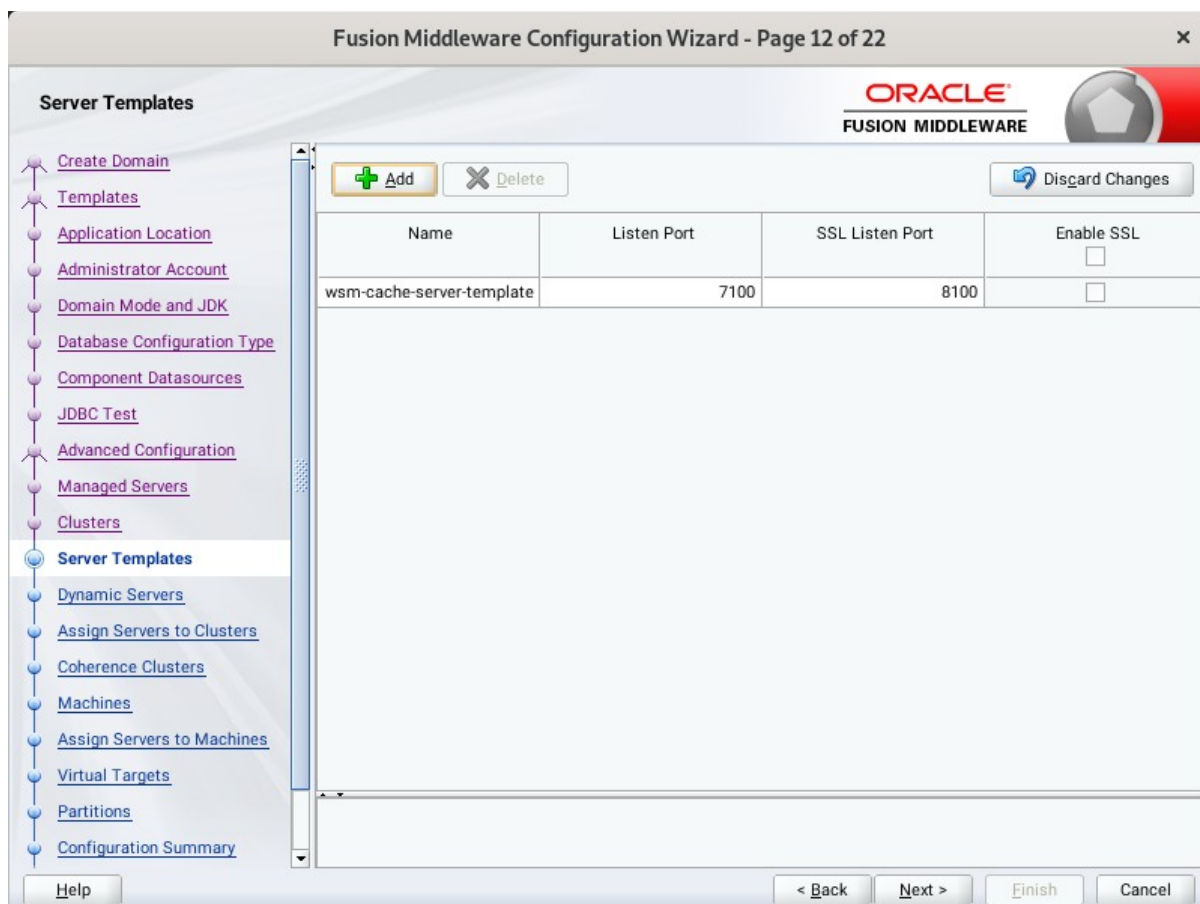 Fusion Middleware Configuration Wizard - Page 12 of 22
×
Server Templates
ORACLE
FUSION MIDDLEWARE
Create Domain
Templates
Application Location
Administrator Account
Domain Mode and JDK
Database Configuration Type
Component Datasources
JDBC Test
Advanced Configuration
Managed Servers
Clusters
Server Templates
Dynamic Servers
Assign Servers to Clusters
Coherence Clusters
Machines
Assign Servers to Machines
Virtual Targets
Partitions
Configuration Summary
Add Delete Discard Changes
Name Listen Port SSL Listen Port Enable SSL
wsm-cache-server-template 7100 8100
Help < Back Next > Finish Cancel